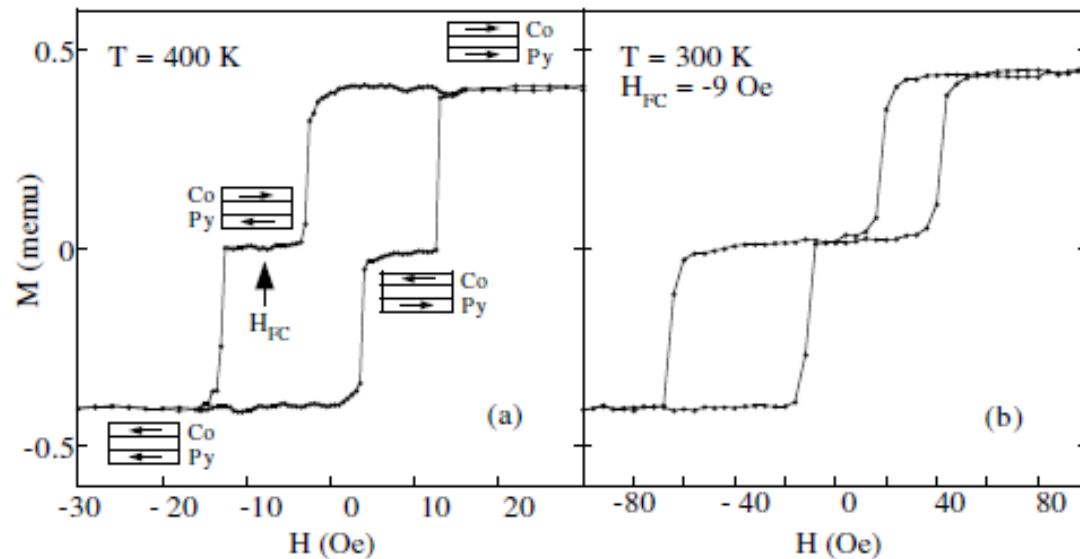 T = 400 K
Co
Py
0.5
Co
Py
H_FC
Co
Py
0
Co
Py
-0.5
(a)
M (memu)
-30
-20
-10
0
10
20
H (Oe)
T = 300 K
H_FC = -9 Oe
(b)
-80
-40
0
40
80
H (Oe)